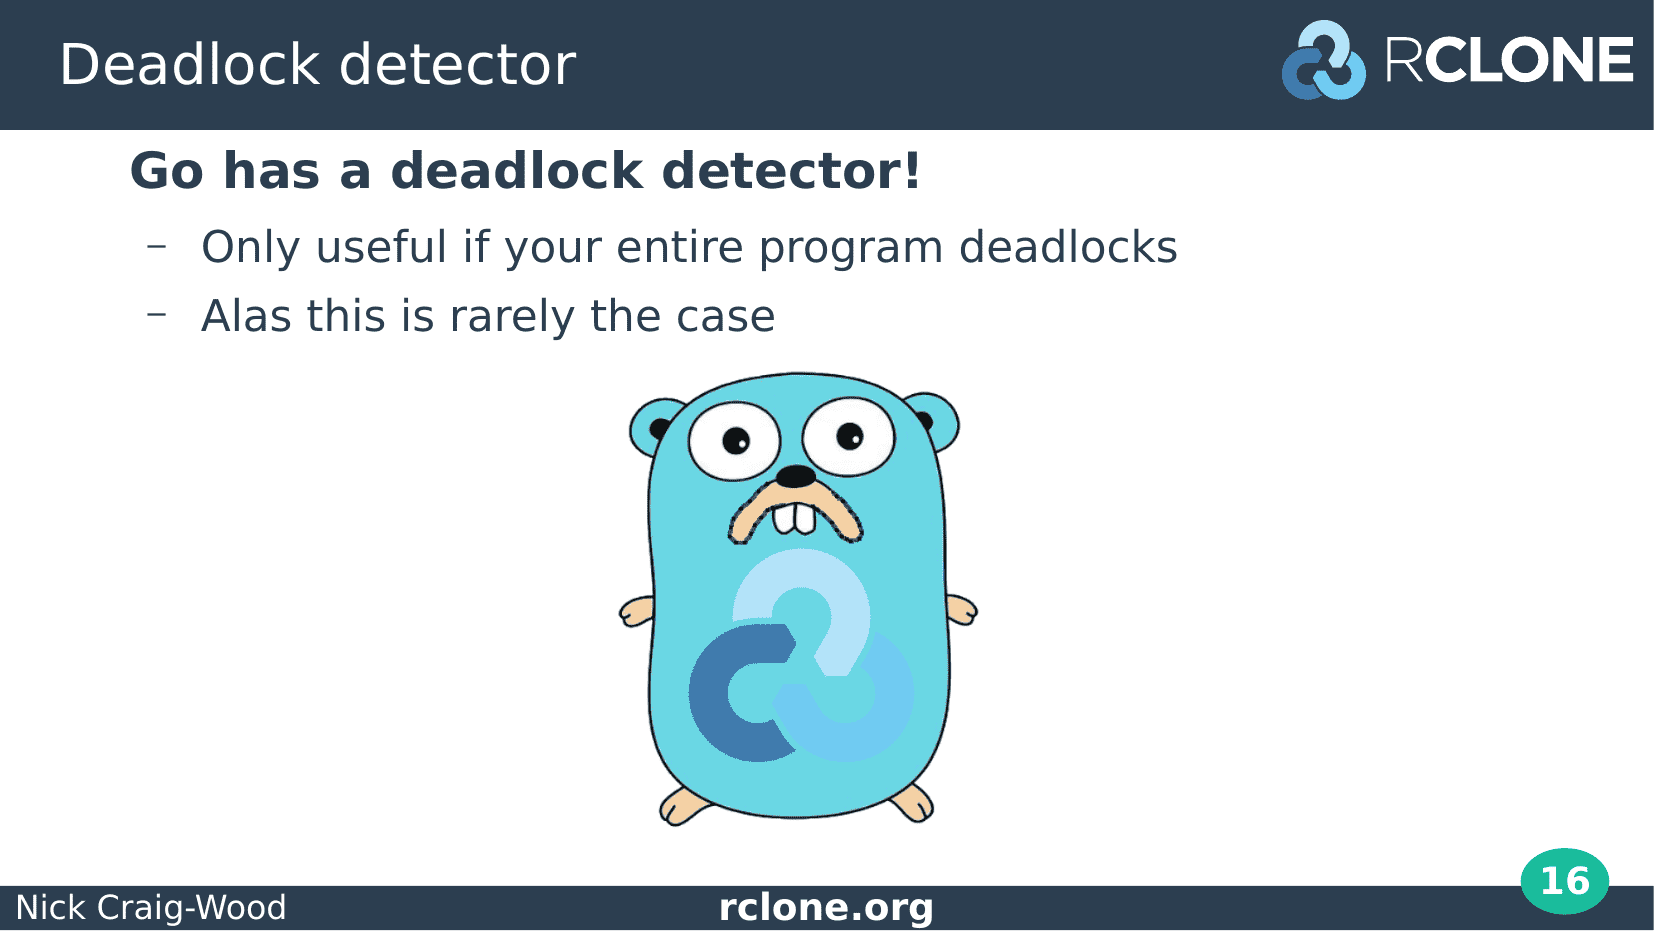 Deadlock detector
RCLONE
Go has a deadlock detector!
– Only useful if your entire program deadlocks
– Alas this is rarely the case
16
Nick Craig-Wood
rclone.org